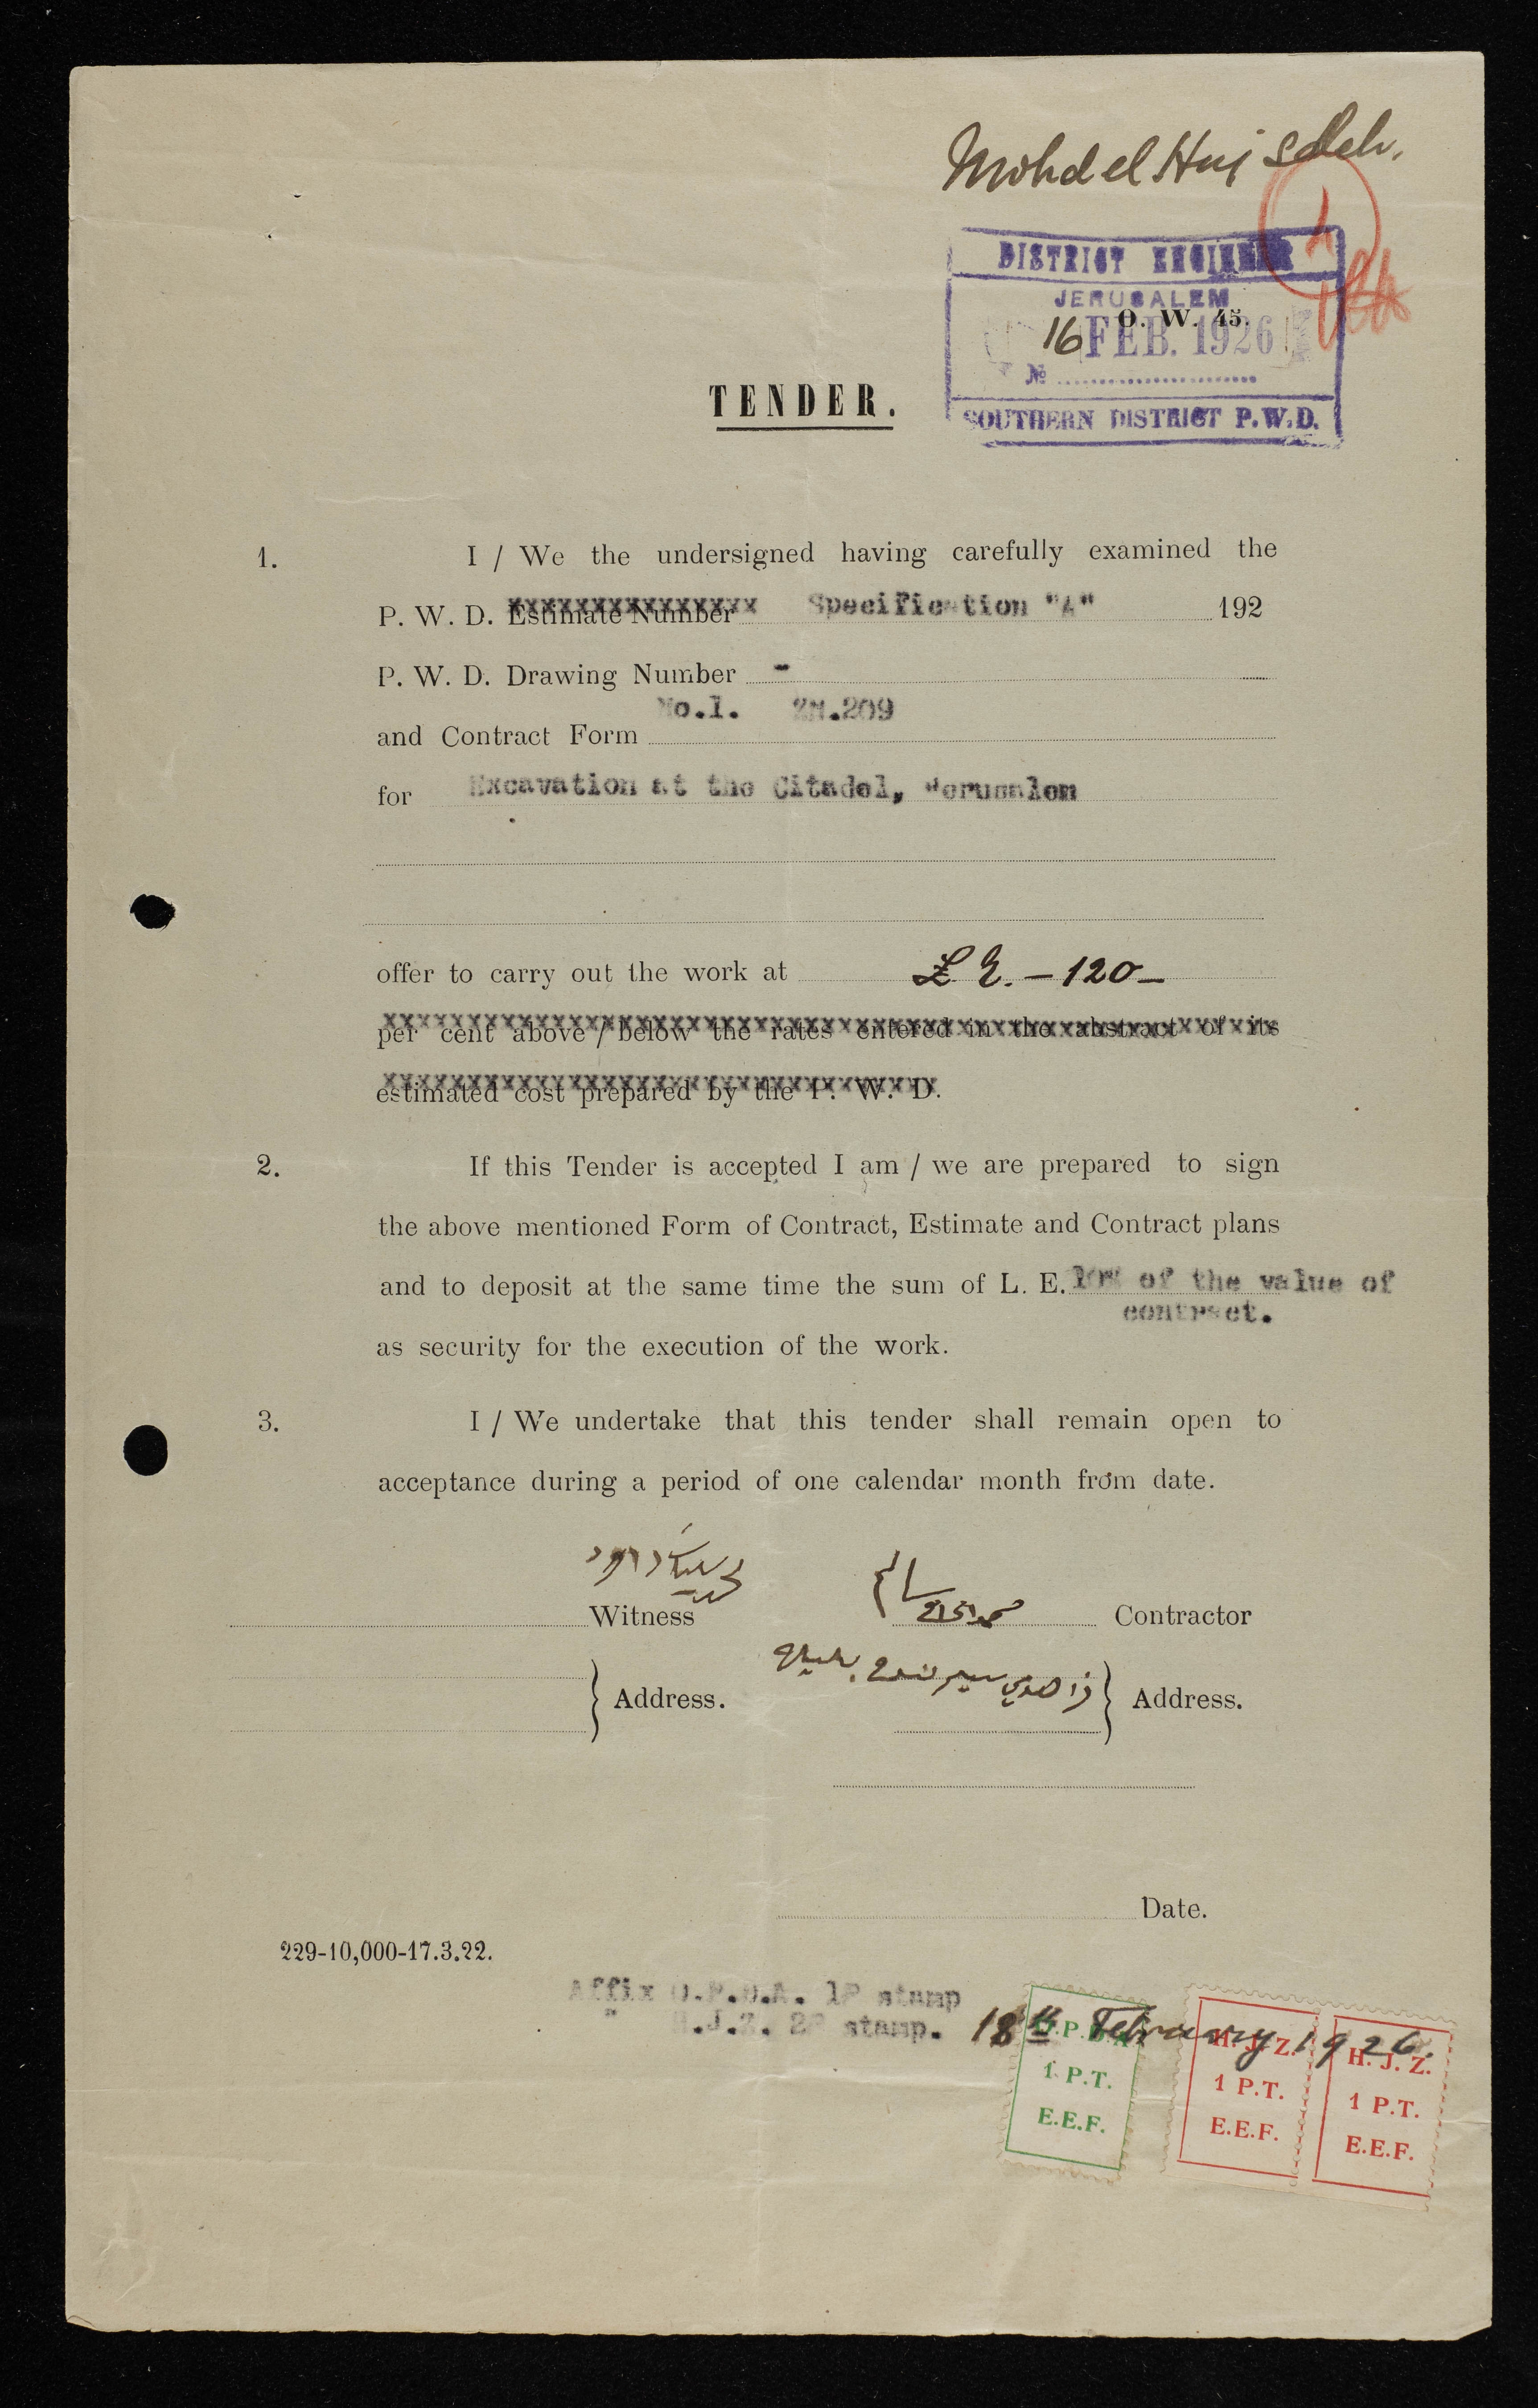 Mohd el Haj Saleh.
1
DISTRICT ENGINEER
JERUSALEM
O. W. 45.
16 FEB. 1926
No
SOUTHERN DISTRICT P.W.D.
TENDER.
1. I / We the undersigned having carefully examined the
P. W. D. Estimate Number Specification "A" 192
P. W. D. Drawing Number -
No.1. ZM.209
and Contract Form
for Excavation at the Citadel, Jerusalem
offer to carry out the work at £ E. - 120 -
per cent above / below the rates entered in the abstract of its
estimated cost prepared by the P. W. D.
2. If this Tender is accepted I am / we are prepared to sign
the above mentioned Form of Contract, Estimate and Contract plans
and to deposit at the same time the sum of L. E. 10% of the value of
contract.
as security for the execution of the work.
3. I / We undertake that this tender shall remain open to
acceptance during a period of one calendar month from date.
Witness Contractor
Address. Address.
Date.
229-10,000-17.3.22.
Affix O.P.D.A. 1P stamp
" H.J.Z. 2P stamp.
18th February 1926.
O.P.D.A. H. J. Z. H. J. Z.
1 P.T. 1 P.T. 1 P.T.
E.E.F. E.E.F. E.E.F.